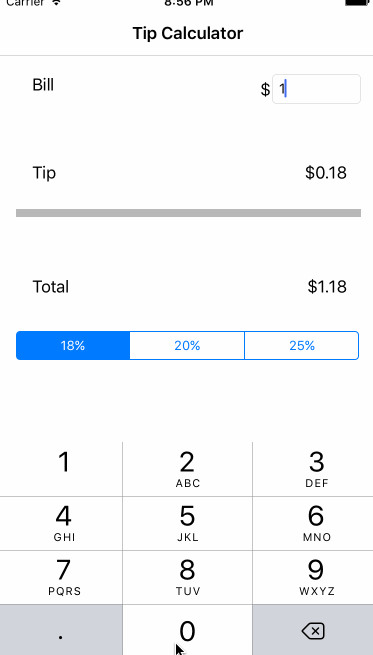 Carrier 8:56 PM
Tip Calculator
Bill $ 1
Tip $0.18
Total $1.18
18% 20% 25%
1 2 3
ABC DEF
4 5 6
GHI JKL MNO
7 8 9
PQRS TUV WXYZ
. 0